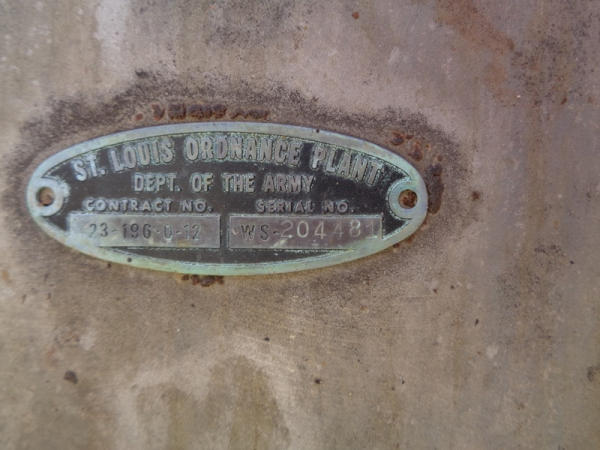 ST. LOUIS ORDNANCE PLANT
DEPT. OF THE ARMY
CONTRACT NO. SERIAL NO.
23-196-O-12 WS-204481